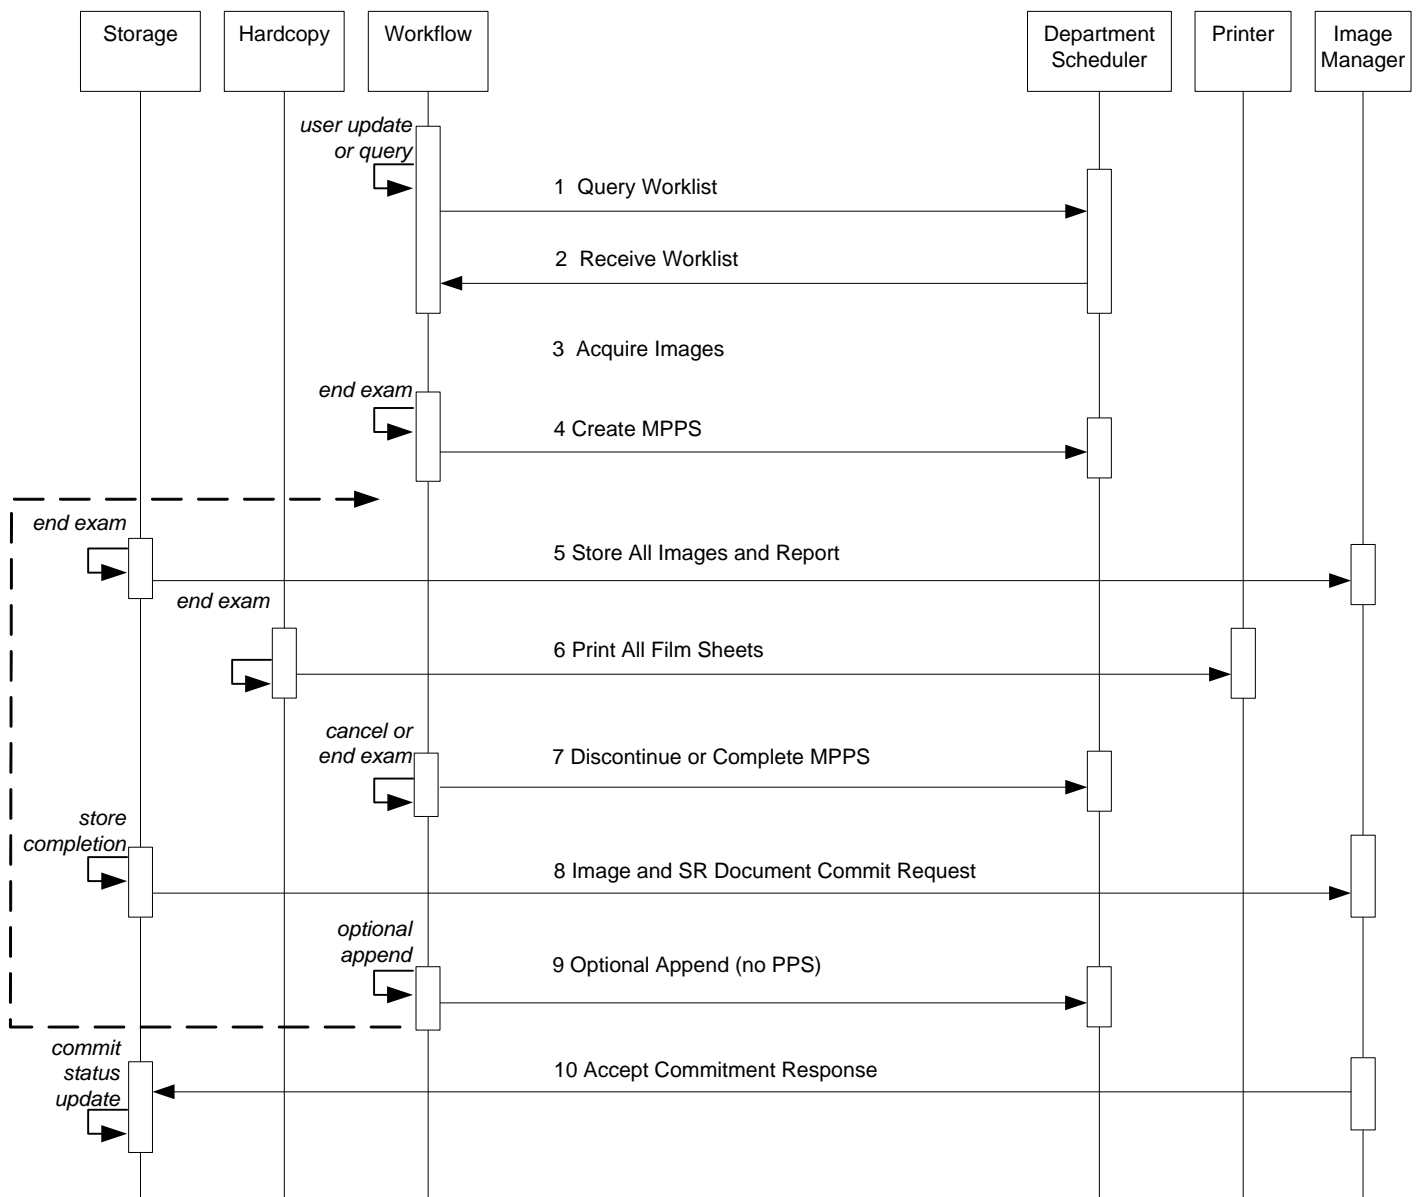 Storage
Hardcopy
Workflow
Department
Scheduler
Printer
Image
Manager
user update
or query
1 Query Worklist
2 Receive Worklist
3 Acquire Images
end exam
4 Create MPPS
end exam
5 Store All Images and Report
end exam
6 Print All Film Sheets
cancel or
end exam
7 Discontinue or Complete MPPS
store
completion
8 Image and SR Document Commit Request
optional
append
9 Optional Append (no PPS)
commit
status
update
10 Accept Commitment Response